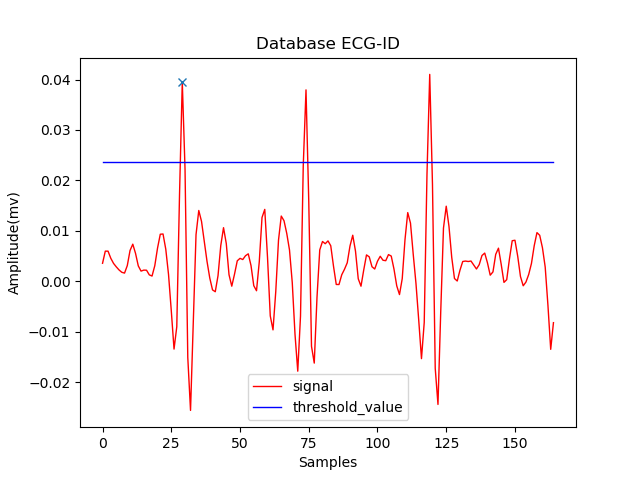 Database ECG-ID
Amplitude(mv)
0.04
0.03
0.02
0.01
0.00
−0.01
−0.02
signal
threshold_value
0 25 50 75 100 125 150
Samples